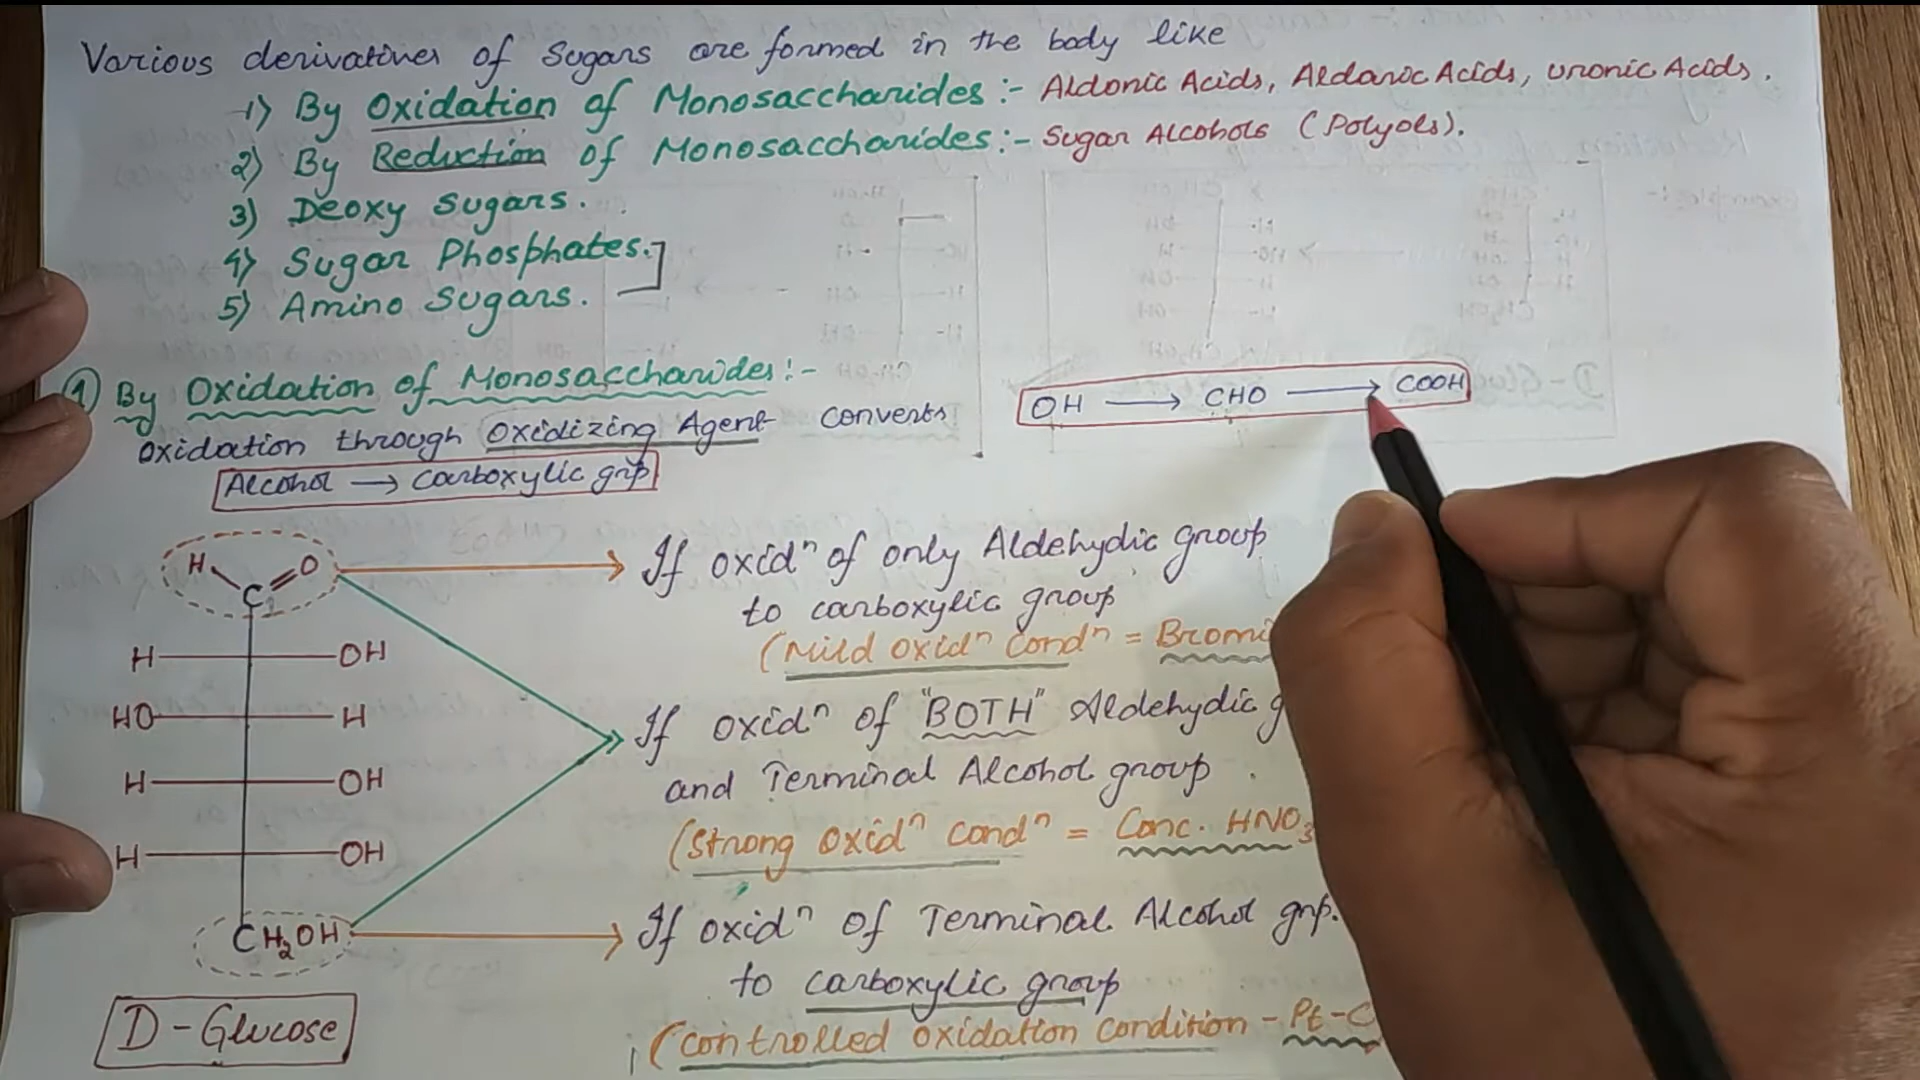 Various derivatives of Sugars are formed in the body like
1) By Oxidation of Monosaccharides :- Aldonic Acids, Aldaric Acids, Uronic Acids.
2) By Reduction of Monosaccharides :- Sugar Alcohols (Polyols).
3) Deoxy Sugars.
4) Sugar Phosphates.
5) Amino Sugars.
1) By Oxidation of Monosaccharides :-
Oxidation through Oxidizing Agent converts
OH → CHO → COOH
Alcohol → Carboxylic grp
H O
C
If oxidⁿ of only Aldehydic group
to carboxylic group
(Mild oxidⁿ condⁿ =
H OH
HO H
If oxidⁿ of "BOTH" Aldehydic
and Terminal Alcohol group.
H OH
(Strong oxidⁿ condⁿ = Conc. HNO₃
H OH
CH₂OH
If oxidⁿ of Terminal Alcohol grp.
to carboxylic group
(controlled oxidation condition -
D-Glucose